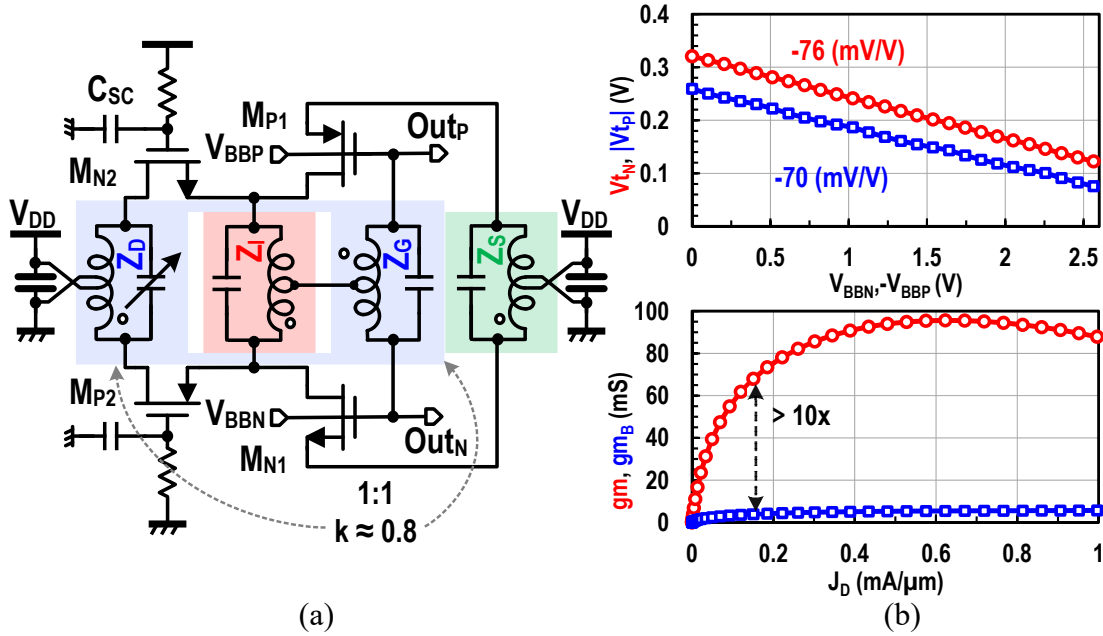 C_SC
M_P1
Out_P
V_BBP
M_N2
V_DD
Z_D
Z_I
Z_G
Z_S
V_DD
M_P2
V_BBN
Out_N
M_N1
1:1
k ≈ 0.8
(a)
Vt_N, |Vt_P| (V)
0.4
0.3
0.2
0.1
0
-76 (mV/V)
-70 (mV/V)
0 0.5 1 1.5 2 2.5
V_BBN,-V_BBP (V)
gm, gm_B (mS)
100
80
60
40
20
0
> 10x
0 0.2 0.4 0.6 0.8 1
J_D (mA/µm)
(b)